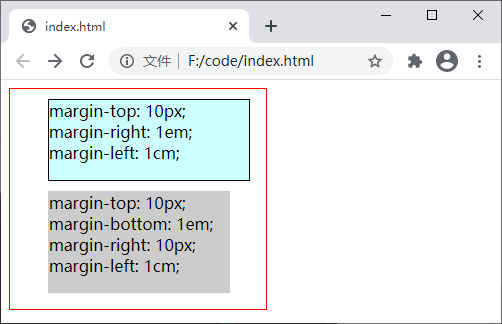 index.html
文件
F:/code/index.html
margin-top: 10px;
margin-right: 1em;
margin-left: 1cm;
margin-top: 10px;
margin-bottom: 1em;
margin-right: 10px;
margin-left: 1cm;